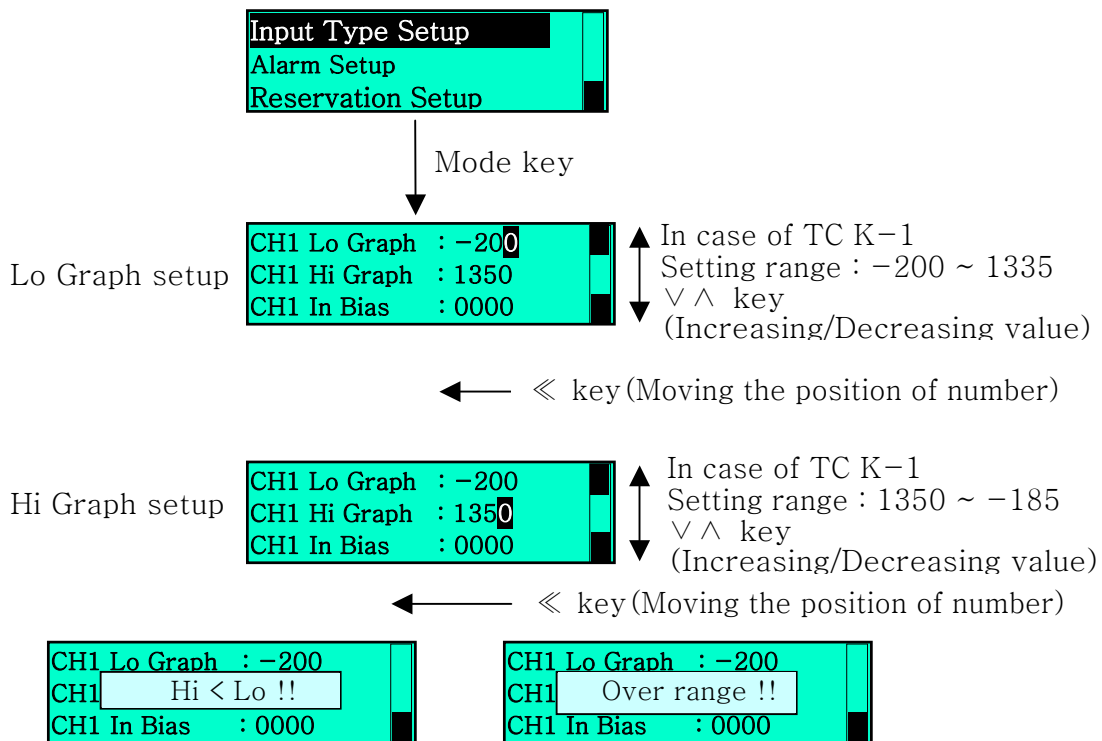 Input Type Setup
Alarm Setup
Reservation Setup
Mode key
Lo Graph setup
CH1 Lo Graph : -200
CH1 Hi Graph : 1350
CH1 In Bias : 0000
In case of TC K-1
Setting range : -200 ~ 1335
∨∧ key
(Increasing/Decreasing value)
≪ key(Moving the position of number)
Hi Graph setup
CH1 Lo Graph : -200
CH1 Hi Graph : 1350
CH1 In Bias : 0000
In case of TC K-1
Setting range : 1350 ~ -185
∨∧ key
(Increasing/Decreasing value)
≪ key(Moving the position of number)
CH1 Lo Graph : -200
CH1
Hi < Lo !!
CH1 In Bias : 0000
CH1 Lo Graph : -200
CH1
Over range !!
CH1 In Bias : 0000